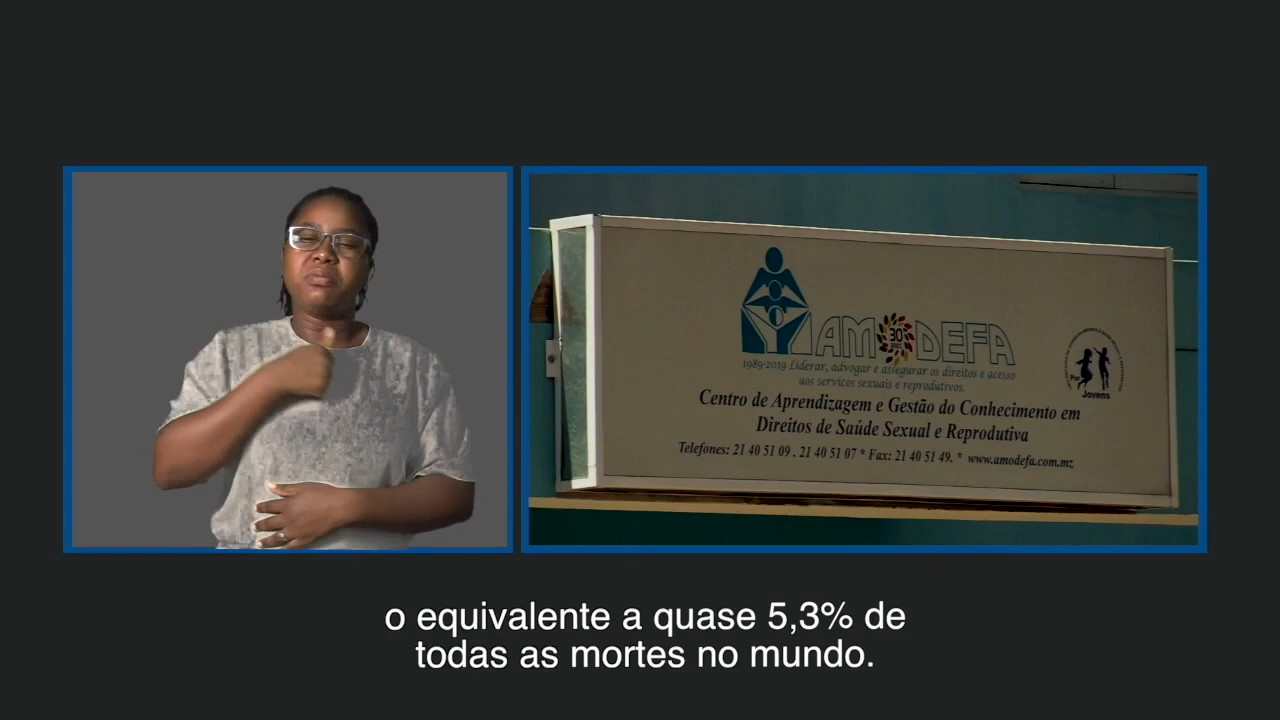 AMODEFA
30
1989-2019 Liderar, advogar e assegurar os direitos e acesso
aos serviços sexuais e reprodutivos.
Centro de Aprendizagem e Gestão do Conhecimento em
Direitos de Saúde Sexual e Reprodutiva
Telefones: 21 40 51 09 . 21 40 51 07 * Fax: 21 40 51 49. * www.amodefa.com.mz
Jovens
o equivalente a quase 5,3% de
todas as mortes no mundo.